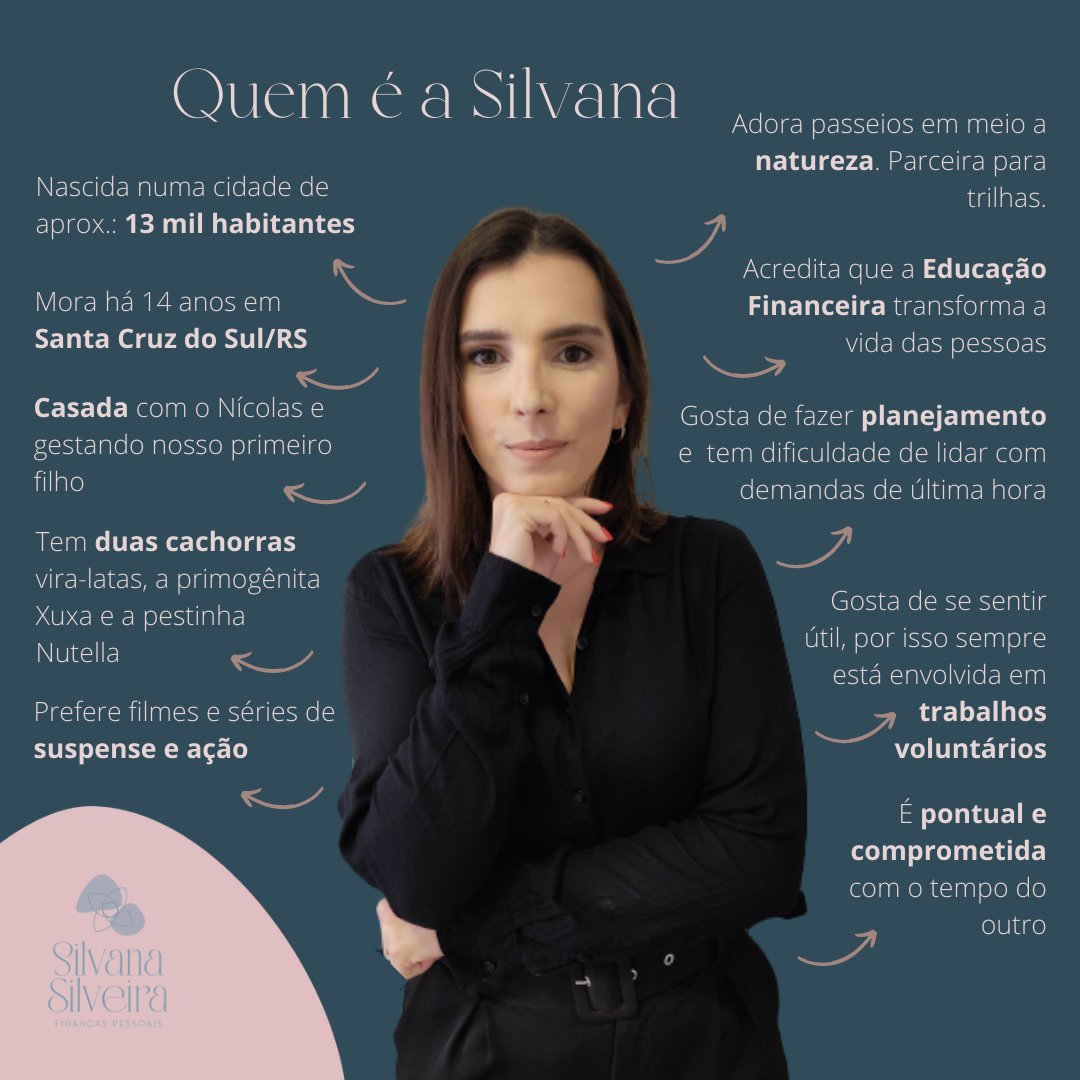 Quem é a Silvana
Nascida numa cidade de
aprox.: 13 mil habitantes
Mora há 14 anos em
Santa Cruz do Sul/RS
Casada com o Nícolas e
gestando nosso primeiro
filho
Tem duas cachorras
vira-latas, a primogênita
Xuxa e a pestinha
Nutella
Prefere filmes e séries de
suspense e ação
Adora passeios em meio a
natureza. Parceira para
trilhas.
Acredita que a Educação
Financeira transforma a
vida das pessoas
Gosta de fazer planejamento
e tem dificuldade de lidar com
demandas de última hora
Gosta de se sentir
útil, por isso sempre
está envolvida em
trabalhos
voluntários
É pontual e
comprometida
com o tempo do
outro
Silvana
Silveira
FINANÇAS PESSOAIS